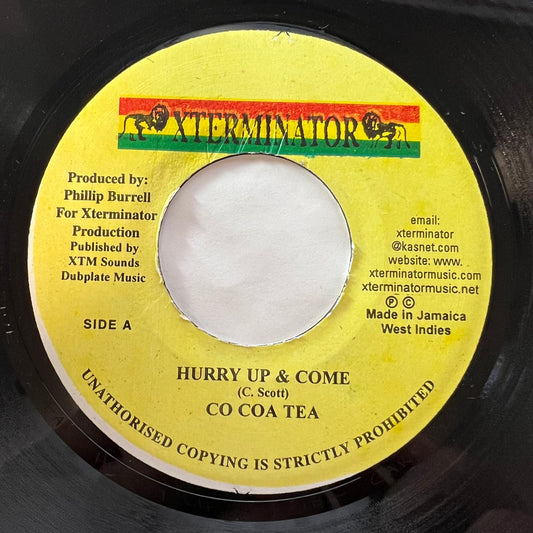 XTERMINATOR
Produced by:
Phillip Burrell
For Xterminator
Production
Published by
XTM Sounds
Dubplate Music
SIDE A
email:
xterminator
@kasnet.com
website: www.
xterminatormusic.com
xterminatormusic.net
Ⓟ ©
Made in Jamaica
West Indies
HURRY UP & COME
(C. Scott)
CO COA TEA
UNATHORISED COPYING IS STRICTLY PROHIBITED